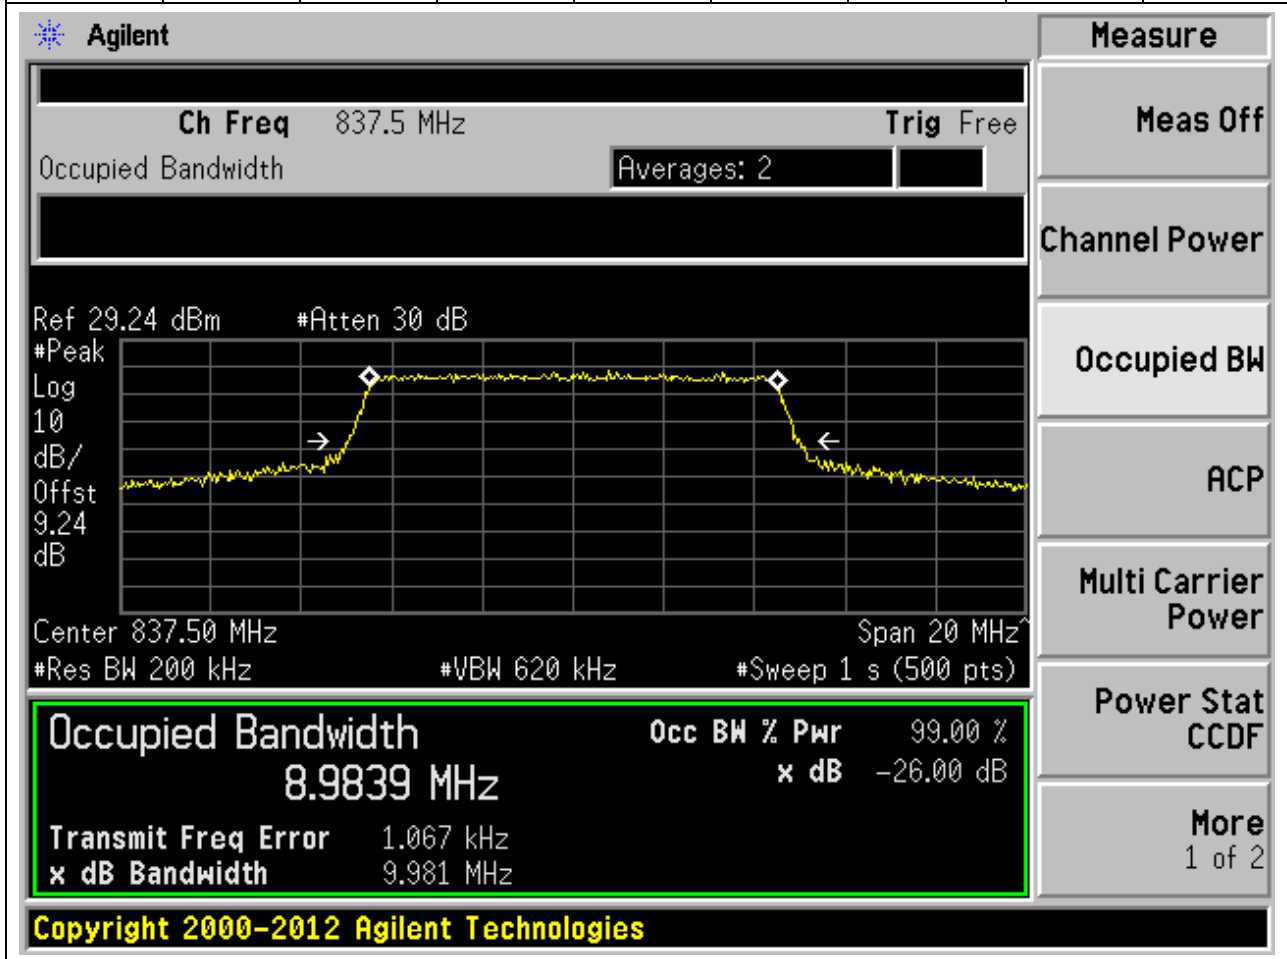 Agilent
Measure
Ch Freq 837.5 MHz Trig Free
Occupied Bandwidth Averages: 2
Meas Off
Channel Power
Occupied BW
ACP
Multi Carrier
Power
Power Stat
CCDF
More
1 of 2
Ref 29.24 dBm #Atten 30 dB
#Peak
Log
10
dB/
Offst
9.24
dB
Center 837.50 MHz Span 20 MHz^
#Res BW 200 kHz #VBW 620 kHz #Sweep 1 s (500 pts)
Occupied Bandwidth Occ BW % Pwr 99.00 %
8.9839 MHz x dB -26.00 dB
Transmit Freq Error 1.067 kHz
x dB Bandwidth 9.981 MHz
Copyright 2000-2012 Agilent Technologies